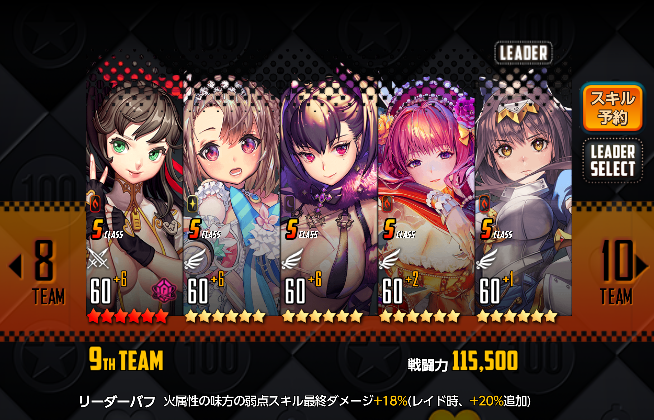 LEADER
スキル
予約
LEADER
SELECT
S CLASS
S CLASS
S CLASS
S CLASS
S CLASS
60 +6
60 +6
60 +6
60 +2
60 +1
8
TEAM
10
TEAM
9TH TEAM
戦闘力 115,500
リーダーバフ 火属性の味方の弱点スキル最終ダメージ+18%(レイド時、+20%追加)